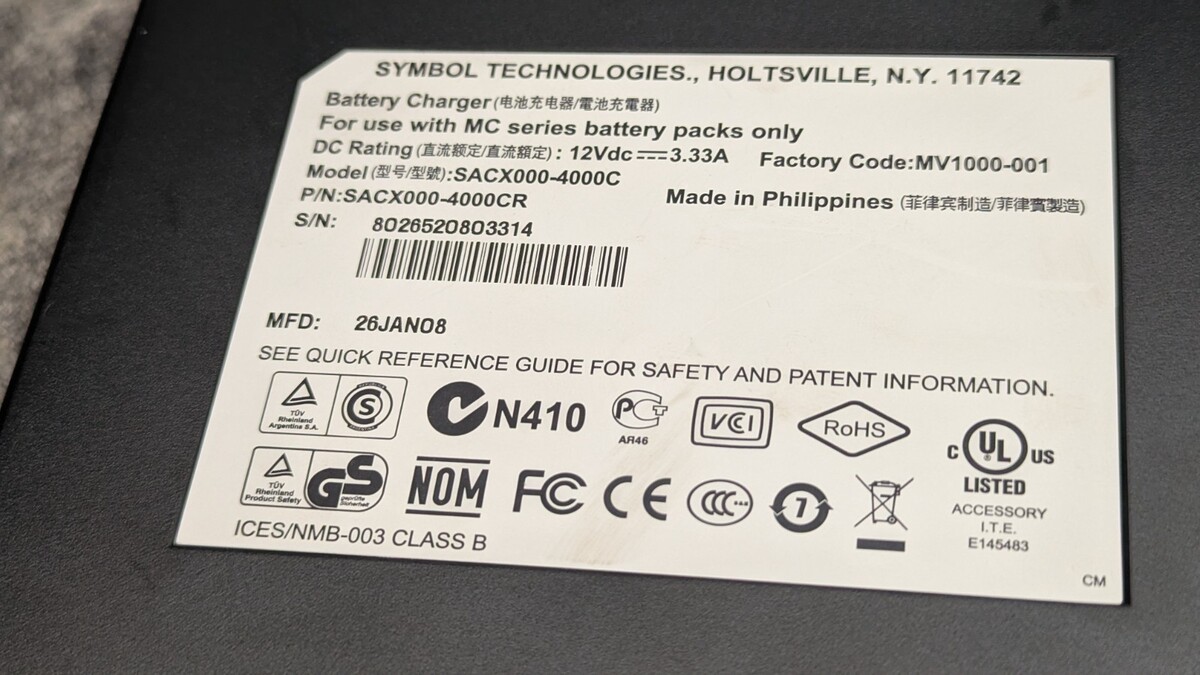 SYMBOL TECHNOLOGIES., HOLTSVILLE, N.Y. 11742
Battery Charger(电池充电器/電池充電器)
For use with MC series battery packs only
DC Rating (直流额定/直流額定) : 12Vdc⎓3.33A Factory Code:MV1000-001
Model (型号/型號):SACX000-4000C
P/N:SACX000-4000CR Made in Philippines (菲律宾制造/菲律賓製造)
S/N: 8026520803314
MFD: 26JAN08
SEE QUICK REFERENCE GUIDE FOR SAFETY AND PATENT INFORMATION.
TÜV
Rheinland
Argentina S.A.
S
N410
PCT
AR46
VCI
RoHS
C UL US
®
LISTED
ACCESSORY
I.T.E.
E145483
TÜV
Rheinland
Product Safety
GS
geprüfte
Sicherheit
NOM
FC
CE
CCC
7
ICES/NMB-003 CLASS B
CM